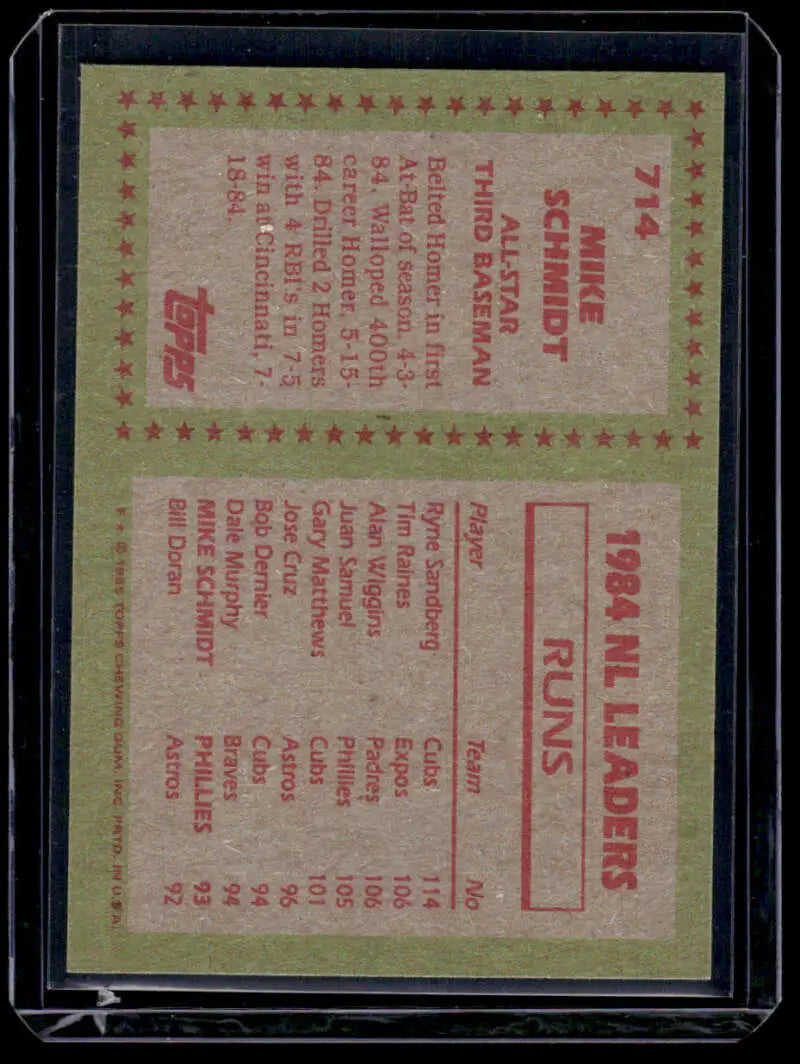 714
MIKE
SCHMIDT
ALL-STAR
THIRD BASEMAN
Belted Homer in first
At-Bat of season, 4-3-
84. Walloped 400th
career Homer, 5-15-
84. Drilled 2 Homers
with 4 RBI's in 7-5
win at Cincinnati, 7-
18-84.
TOPPS
1984 NL LEADERS
RUNS
Player Team No
Ryne Sandberg Cubs 114
Tim Raines Expos 106
Alan Wiggins Padres 106
Juan Samuel Phillies 105
Gary Matthews Cubs 101
Jose Cruz Astros 96
Bob Dernier Cubs 94
Dale Murphy Braves 94
MIKE SCHMIDT PHILLIES 93
Bill Doran Astros 92
F ★ © 1985 TOPPS CHEWING GUM, INC. PRTD. IN U.S.A.